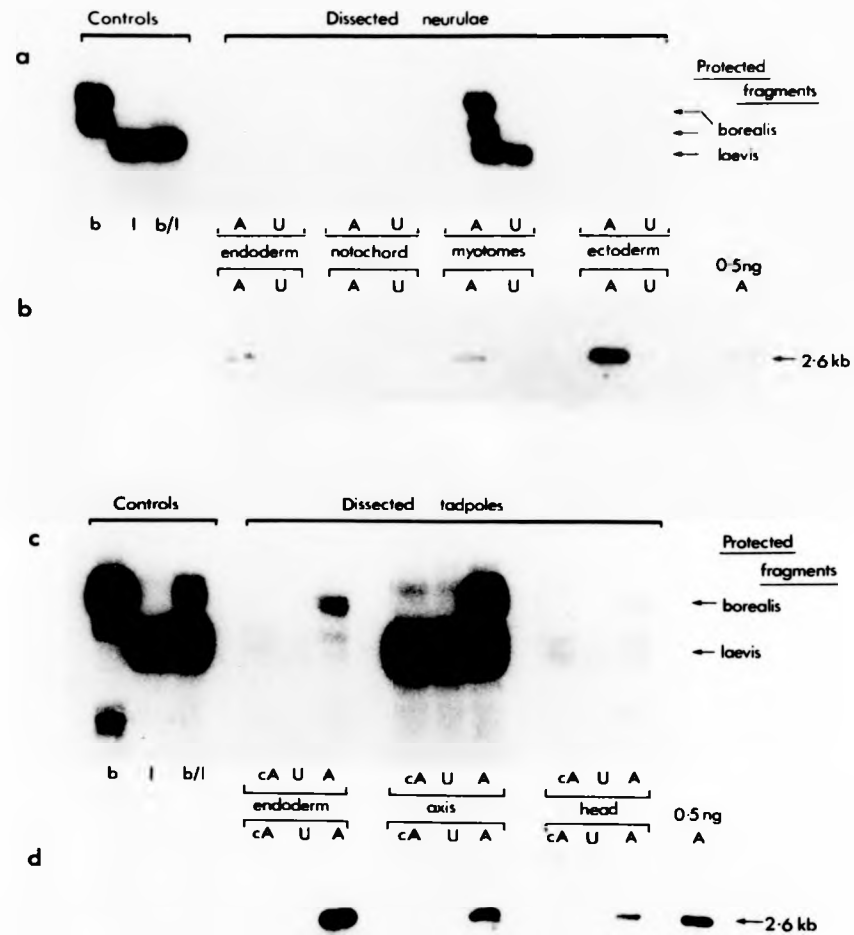 Controls Dissected neurulae
a
Protected
fragments
borealis
laevis
b l b/l A U A U A U A U
endoderm notochord myotomes ectoderm 0·5ng
A U A U A U A U A
b
2·6 kb
Controls Dissected tadpoles
c
Protected
fragments
borealis
laevis
b l b/l cA U A cA U A cA U A
endoderm axis head 0·5 ng
cA U A cA U A cA U A A
d
2·6 kb